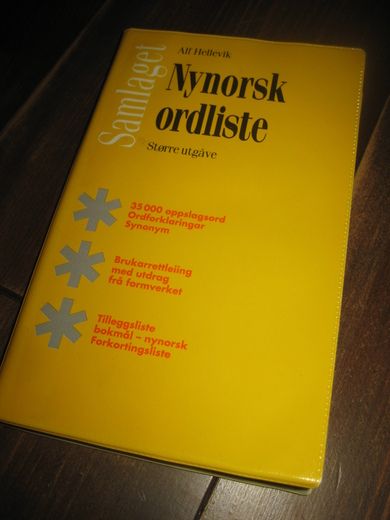 Samlaget
Alf Hellevik
Nynorsk
ordliste
Større utgåve
35 000 oppslagsord
Ordforklaringar
Synonym
Brukarrettleiing
med utdrag
frå formverket
Tilleggsliste
bokmål – nynorsk
Forkortingsliste